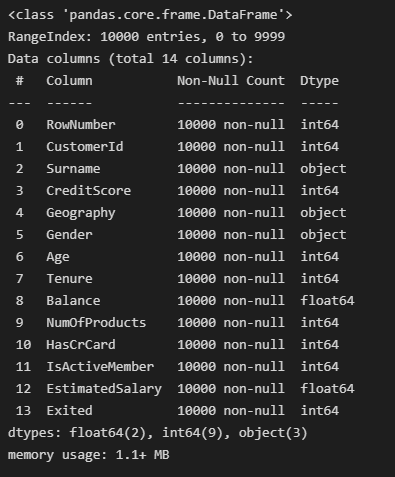 <class 'pandas.core.frame.DataFrame'>
RangeIndex: 10000 entries, 0 to 9999
Data columns (total 14 columns):
 #   Column           Non-Null Count  Dtype
---  ------           --------------  -----
 0   RowNumber        10000 non-null  int64
 1   CustomerId       10000 non-null  int64
 2   Surname          10000 non-null  object
 3   CreditScore      10000 non-null  int64
 4   Geography        10000 non-null  object
 5   Gender           10000 non-null  object
 6   Age              10000 non-null  int64
 7   Tenure           10000 non-null  int64
 8   Balance          10000 non-null  float64
 9   NumOfProducts    10000 non-null  int64
 10  HasCrCard        10000 non-null  int64
 11  IsActiveMember   10000 non-null  int64
 12  EstimatedSalary  10000 non-null  float64
 13  Exited           10000 non-null  int64
dtypes: float64(2), int64(9), object(3)
memory usage: 1.1+ MB